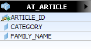 AT_ARTICLE
ARTICLE_ID
CATEGORY
FAMILY_NAME